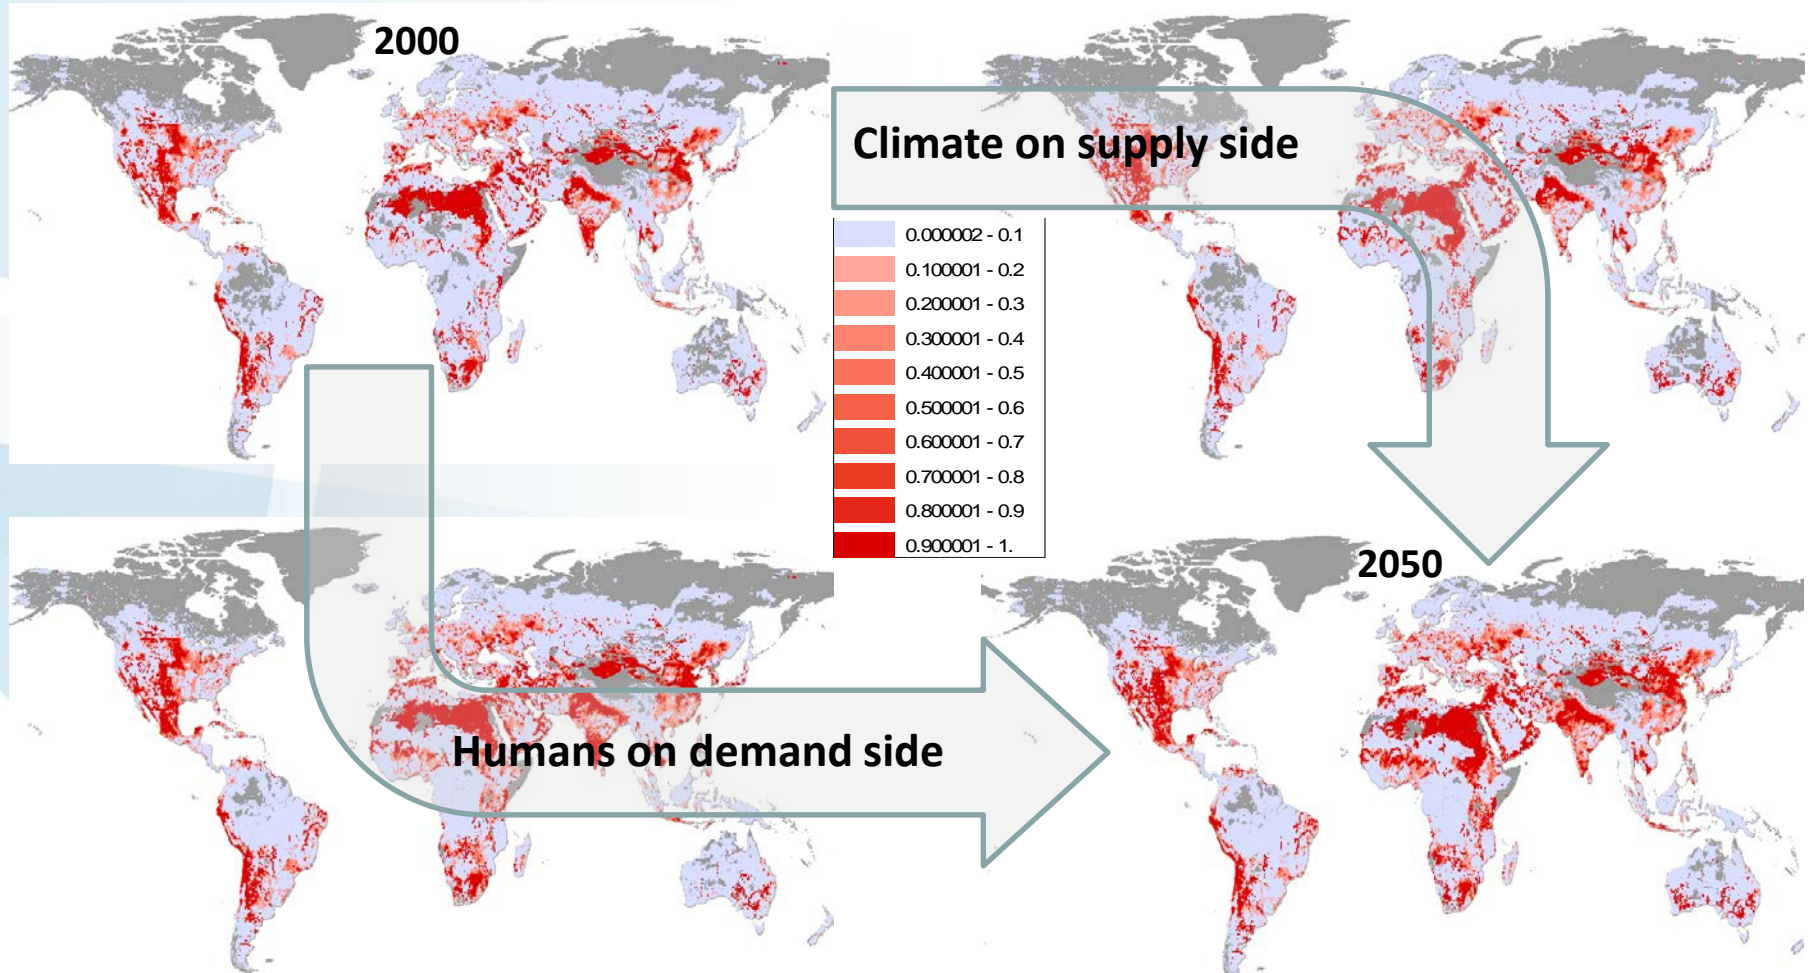 2000
Climate on supply side
0.000002 - 0.1
0.100001 - 0.2
0.200001 - 0.3
0.300001 - 0.4
0.400001 - 0.5
0.500001 - 0.6
0.600001 - 0.7
0.700001 - 0.8
0.800001 - 0.9
0.900001 - 1.
2050
Humans on demand side